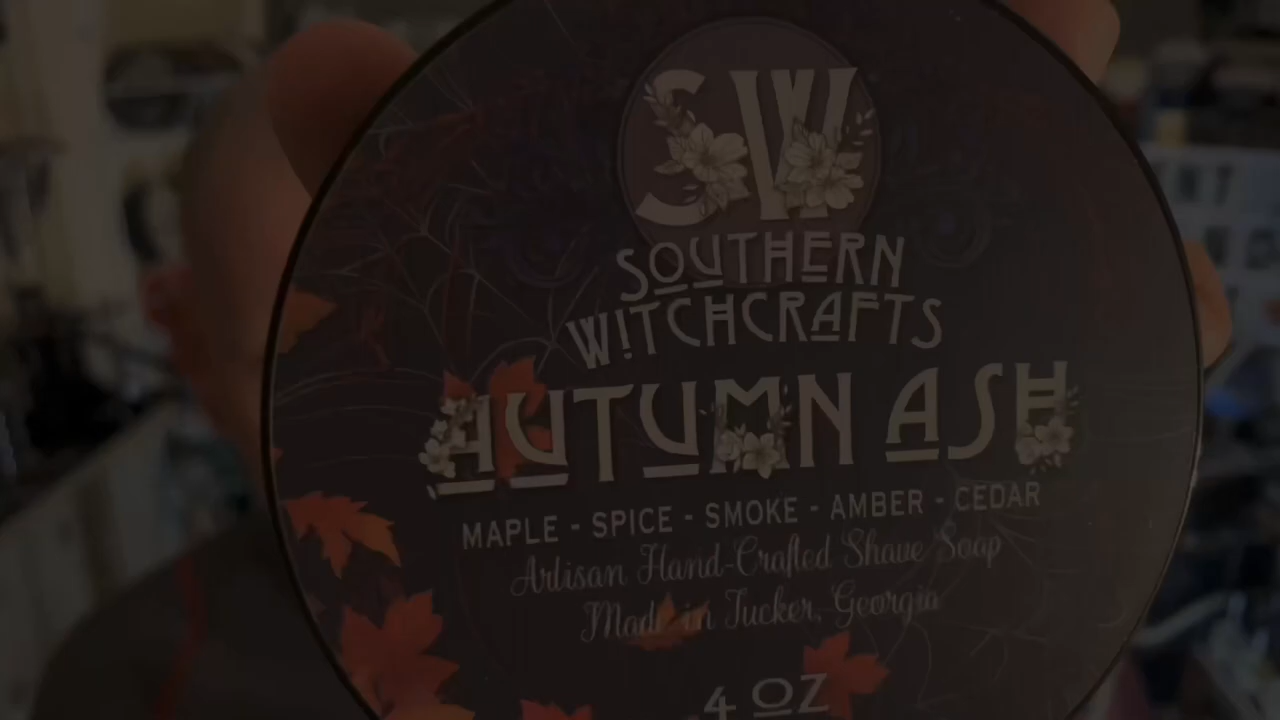 SW
SOUTHERN
WITCHCRAFTS
AUTUMN ASH
MAPLE - SPICE - SMOKE - AMBER - CEDAR
Artisan Hand-Crafted Shave Soap
Made in Tucker, Georgia
4 OZ